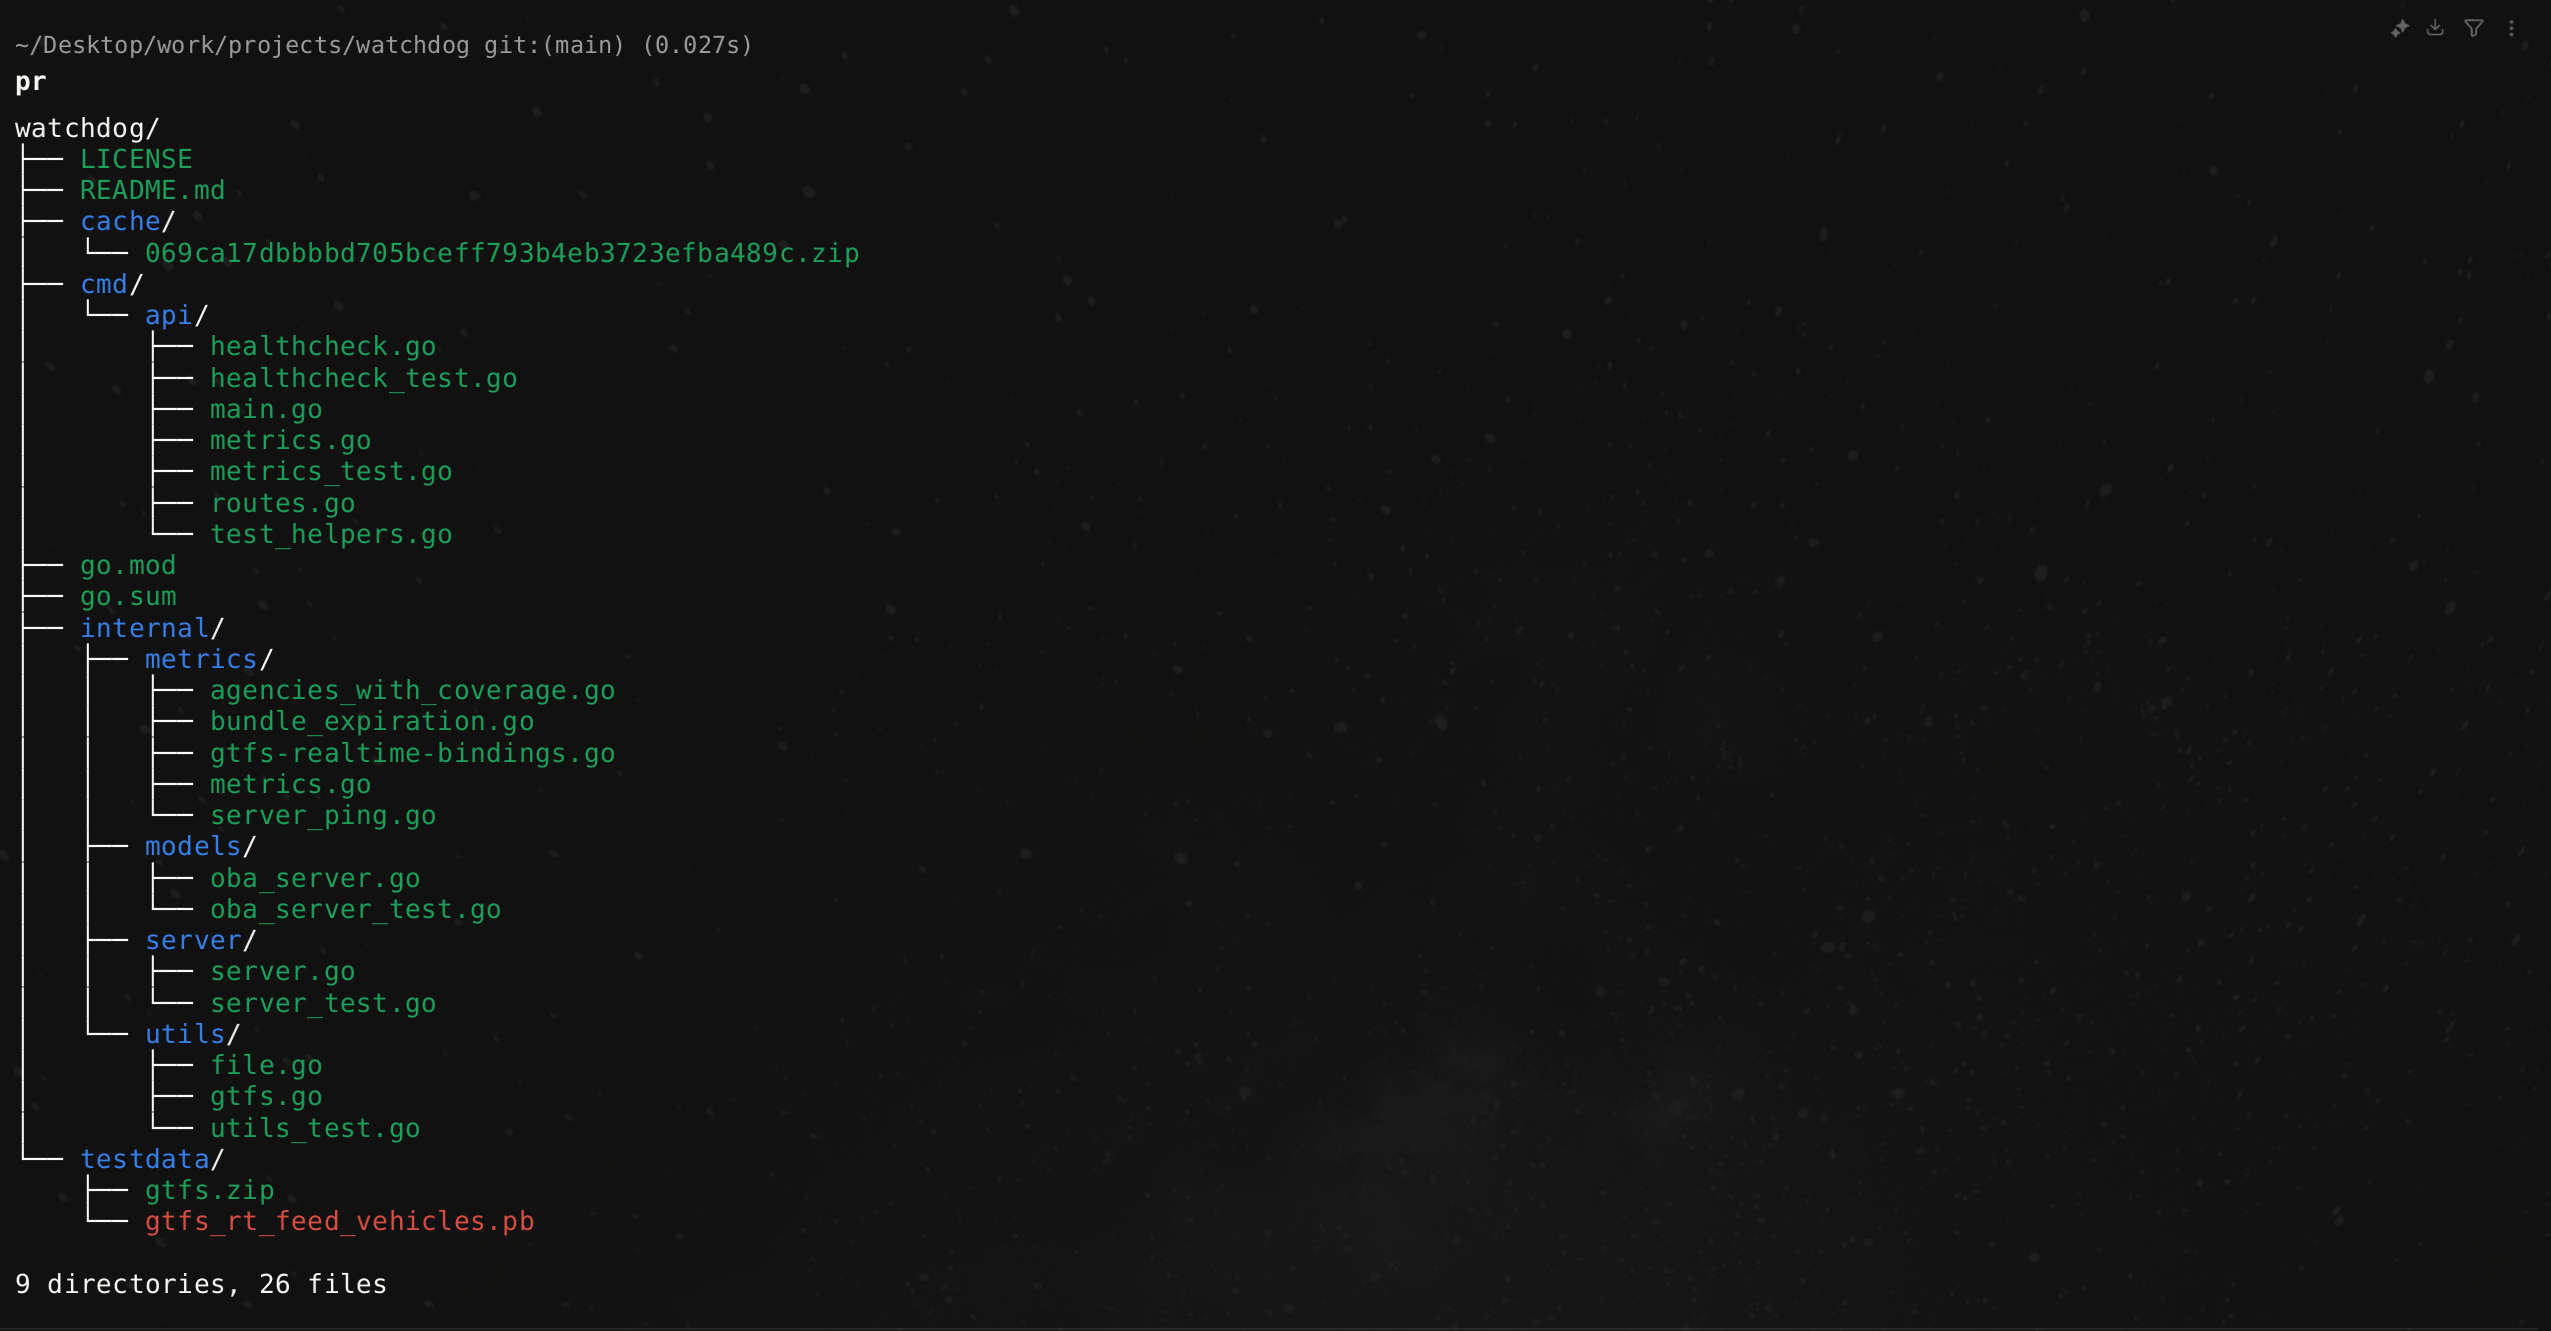 ~/Desktop/work/projects/watchdog git:(main) (0.027s)
pr
watchdog/
├── LICENSE
├── README.md
├── cache/
│   └── 069ca17dbbbbd705bceff793b4eb3723efba489c.zip
├── cmd/
│   └── api/
│       ├── healthcheck.go
│       ├── healthcheck_test.go
│       ├── main.go
│       ├── metrics.go
│       ├── metrics_test.go
│       ├── routes.go
│       └── test_helpers.go
├── go.mod
├── go.sum
├── internal/
│   ├── metrics/
│   │   ├── agencies_with_coverage.go
│   │   ├── bundle_expiration.go
│   │   ├── gtfs-realtime-bindings.go
│   │   ├── metrics.go
│   │   └── server_ping.go
│   ├── models/
│   │   ├── oba_server.go
│   │   └── oba_server_test.go
│   ├── server/
│   │   ├── server.go
│   │   └── server_test.go
│   └── utils/
│       ├── file.go
│       ├── gtfs.go
│       └── utils_test.go
└── testdata/
    ├── gtfs.zip
    └── gtfs_rt_feed_vehicles.pb
9 directories, 26 files